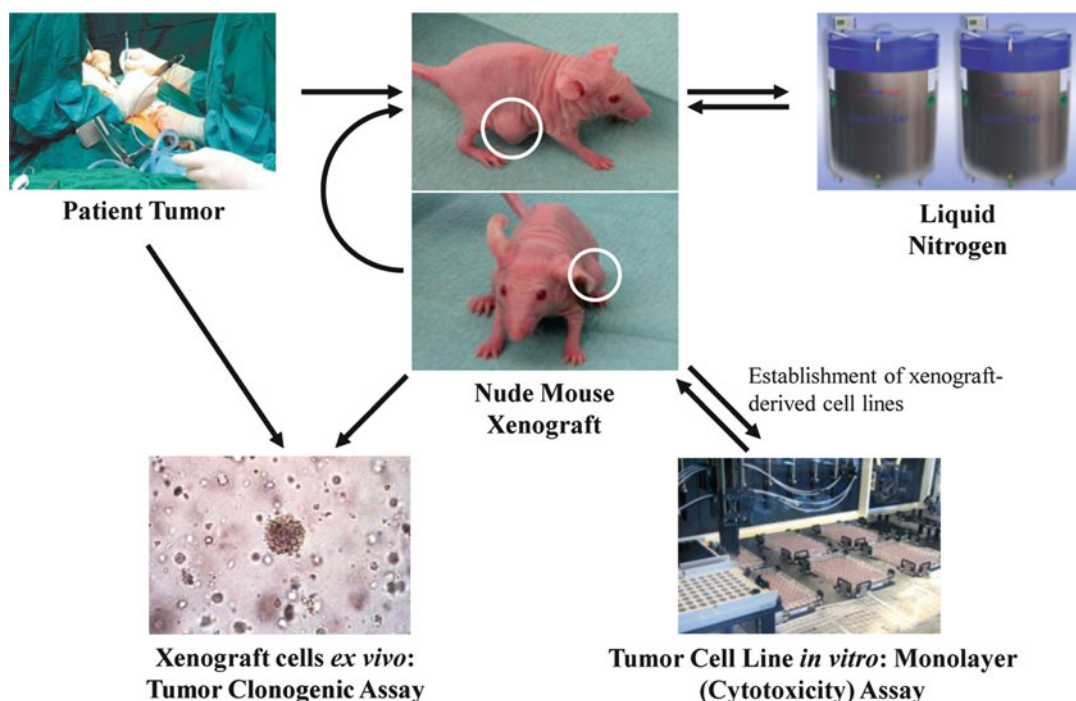 Patient Tumor
Liquid
Nitrogen
Nude Mouse
Xenograft
Establishment of xenograft-
derived cell lines
Xenograft cells ex vivo:
Tumor Clonogenic Assay
Tumor Cell Line in vitro: Monolayer
(Cytotoxicity) Assay